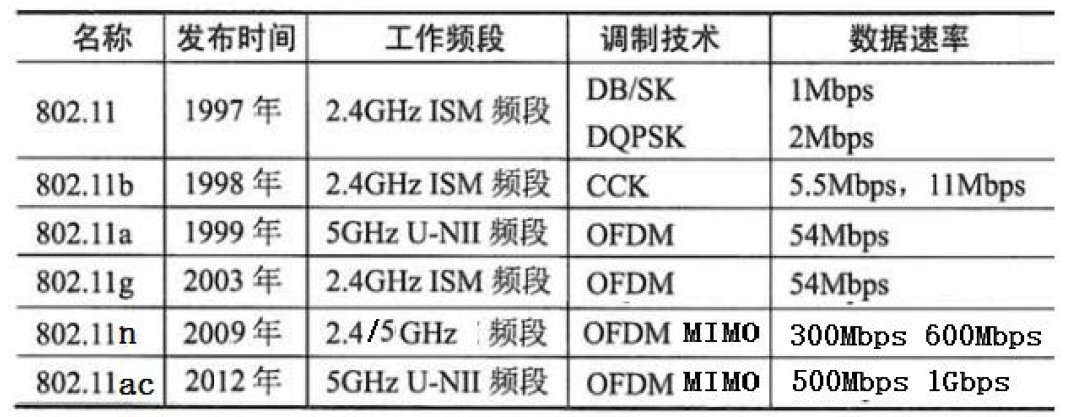 名称 发布时间 工作频段 调制技术 数据速率
802.11 1997 年 2.4GHz ISM 频段 DB/SK 1Mbps
DQPSK 2Mbps
802.11b 1998 年 2.4GHz ISM 频段 CCK 5.5Mbps，11Mbps
802.11a 1999 年 5GHz U-NII 频段 OFDM 54Mbps
802.11g 2003 年 2.4GHz ISM 频段 OFDM 54Mbps
802.11n 2009 年 2.4/5GHz 频段 OFDM MIMO 300Mbps 600Mbps
802.11ac 2012 年 5GHz U-NII 频段 OFDM MIMO 500Mbps 1Gbps